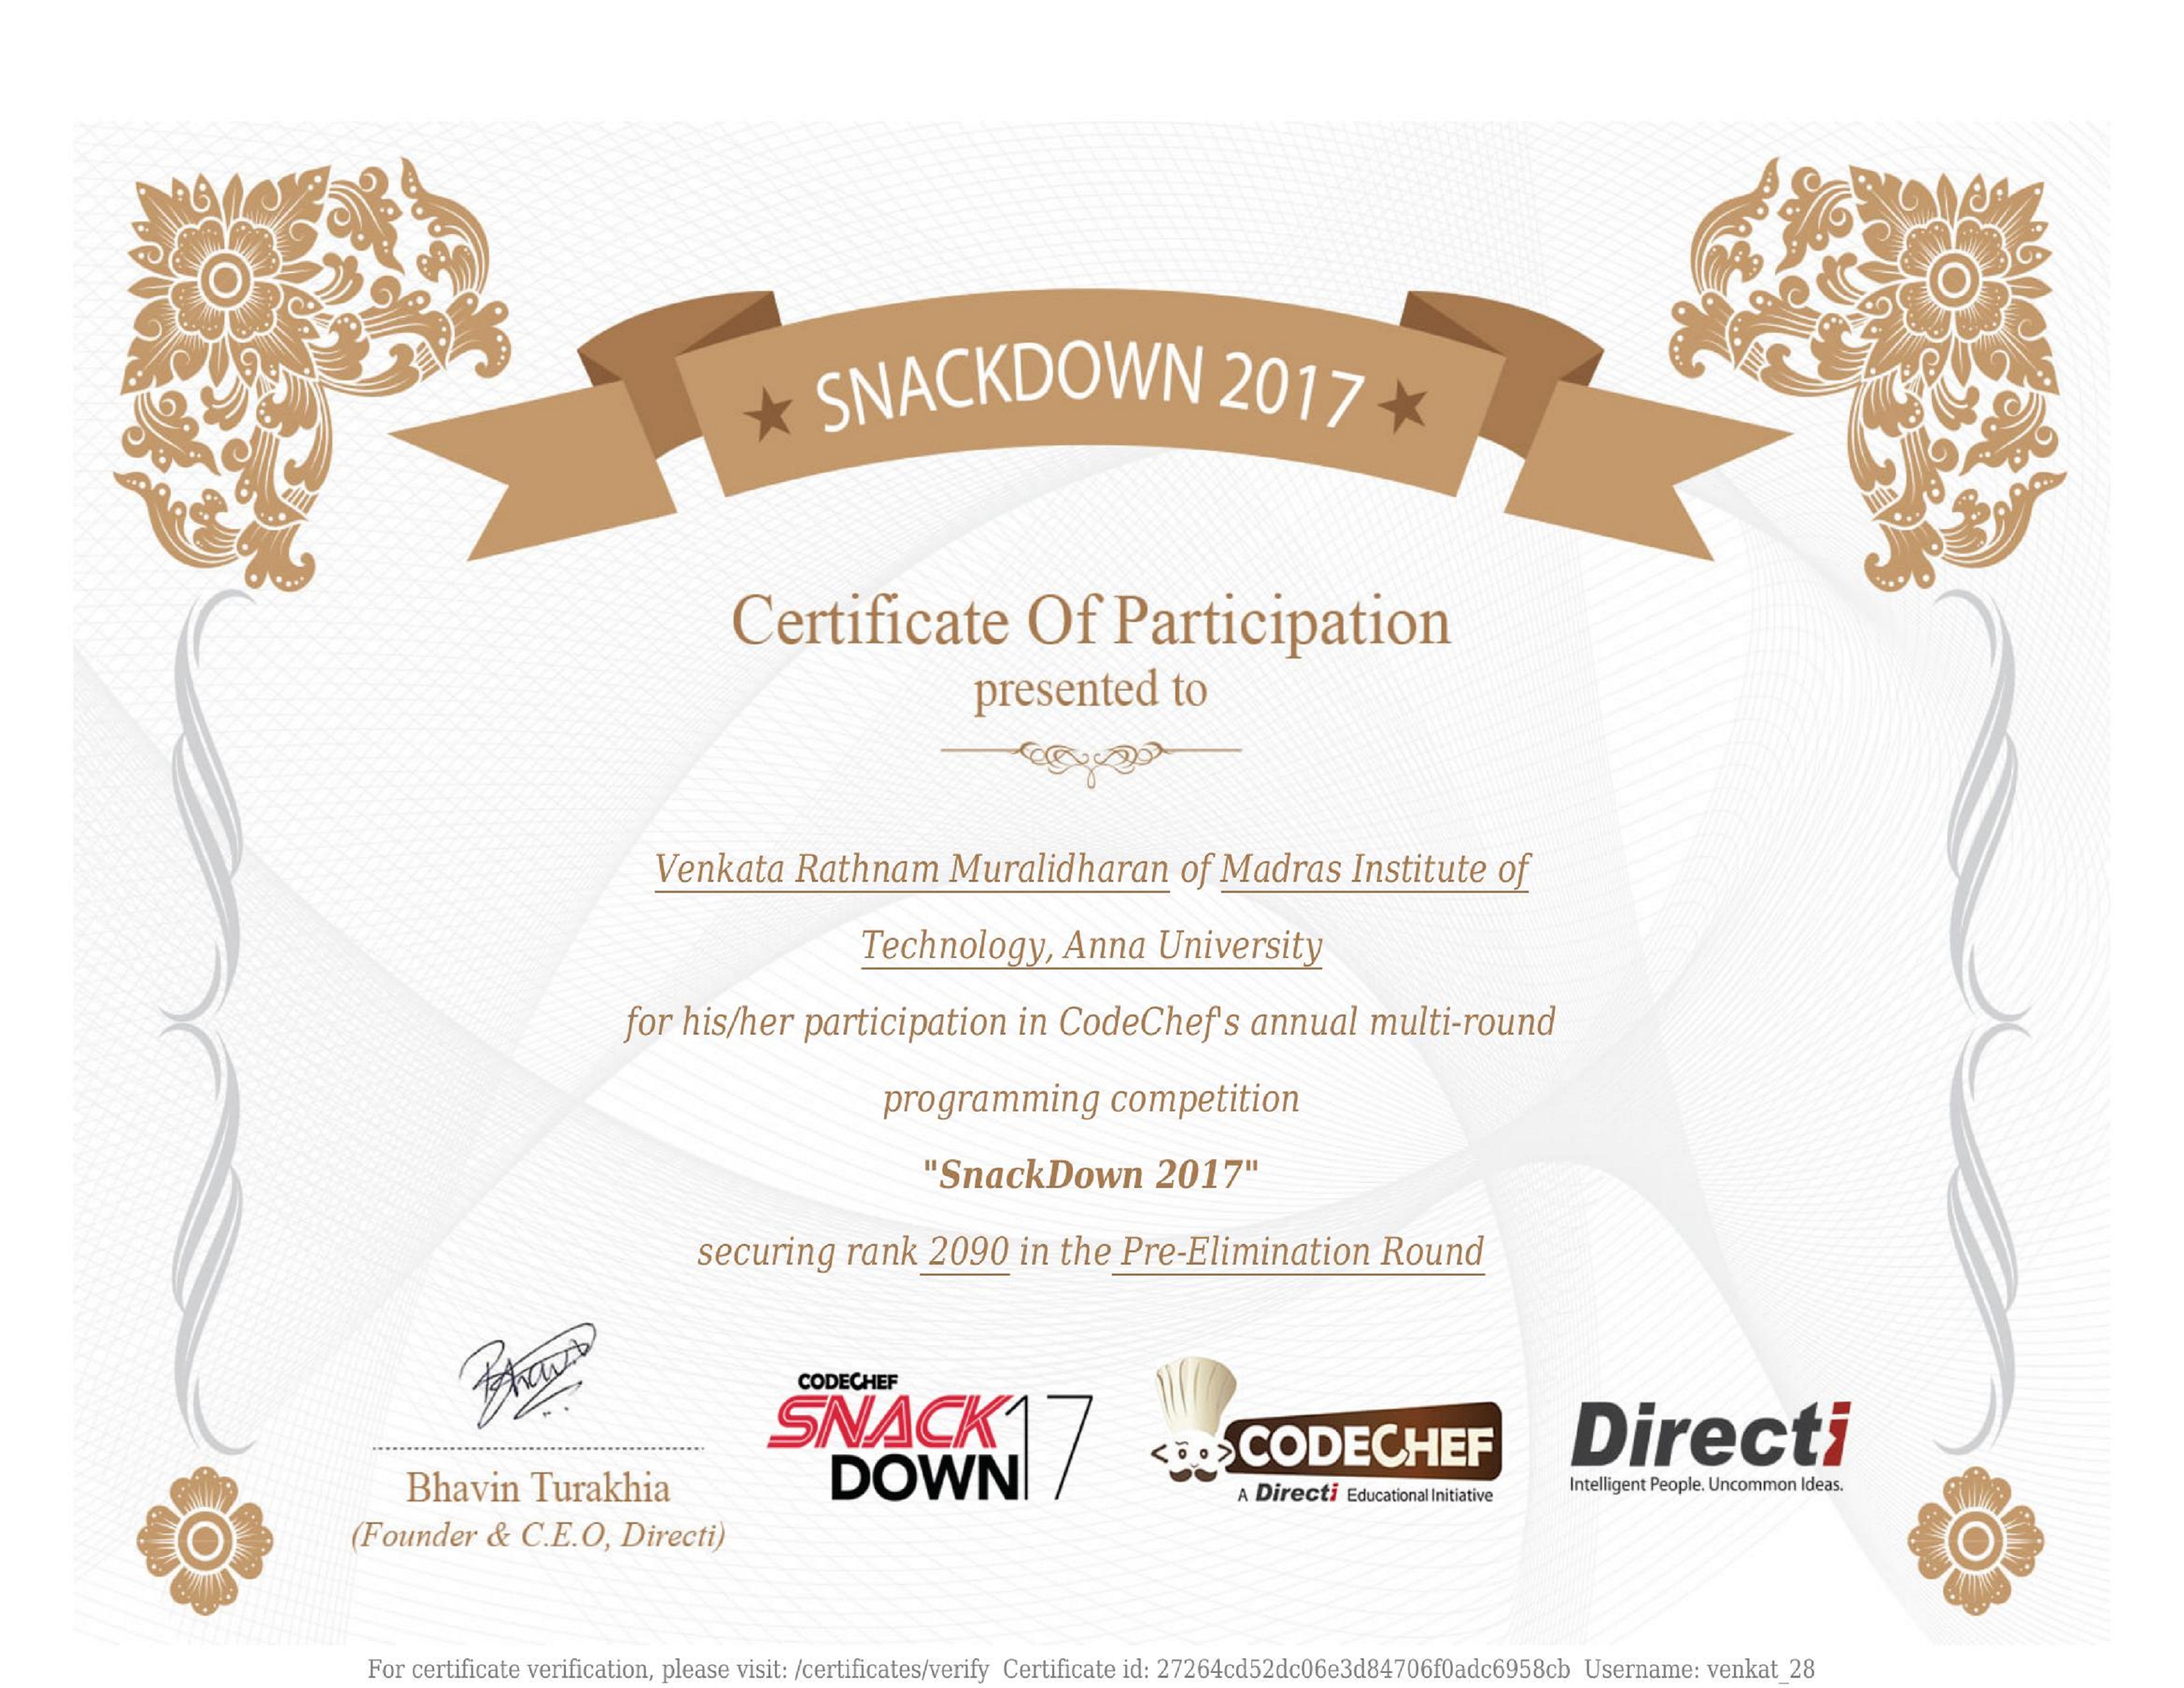 SNACKDOWN 2017
Certificate Of Participation
presented to
Venkata Rathnam Muralidharan of Madras Institute of
Technology, Anna University
for his/her participation in CodeChef's annual multi-round
programming competition
"SnackDown 2017"
securing rank 2090 in the Pre-Elimination Round
Bhavin Turakhia
(Founder & C.E.O, Directi)
CODECHEF
SNACK
DOWN
17
CODECHEF
A Directi Educational Initiative
Directi
Intelligent People. Uncommon Ideas.
For certificate verification, please visit: /certificates/verify Certificate id: 27264cd52dc06e3d84706f0adc6958cb Username: venkat_28